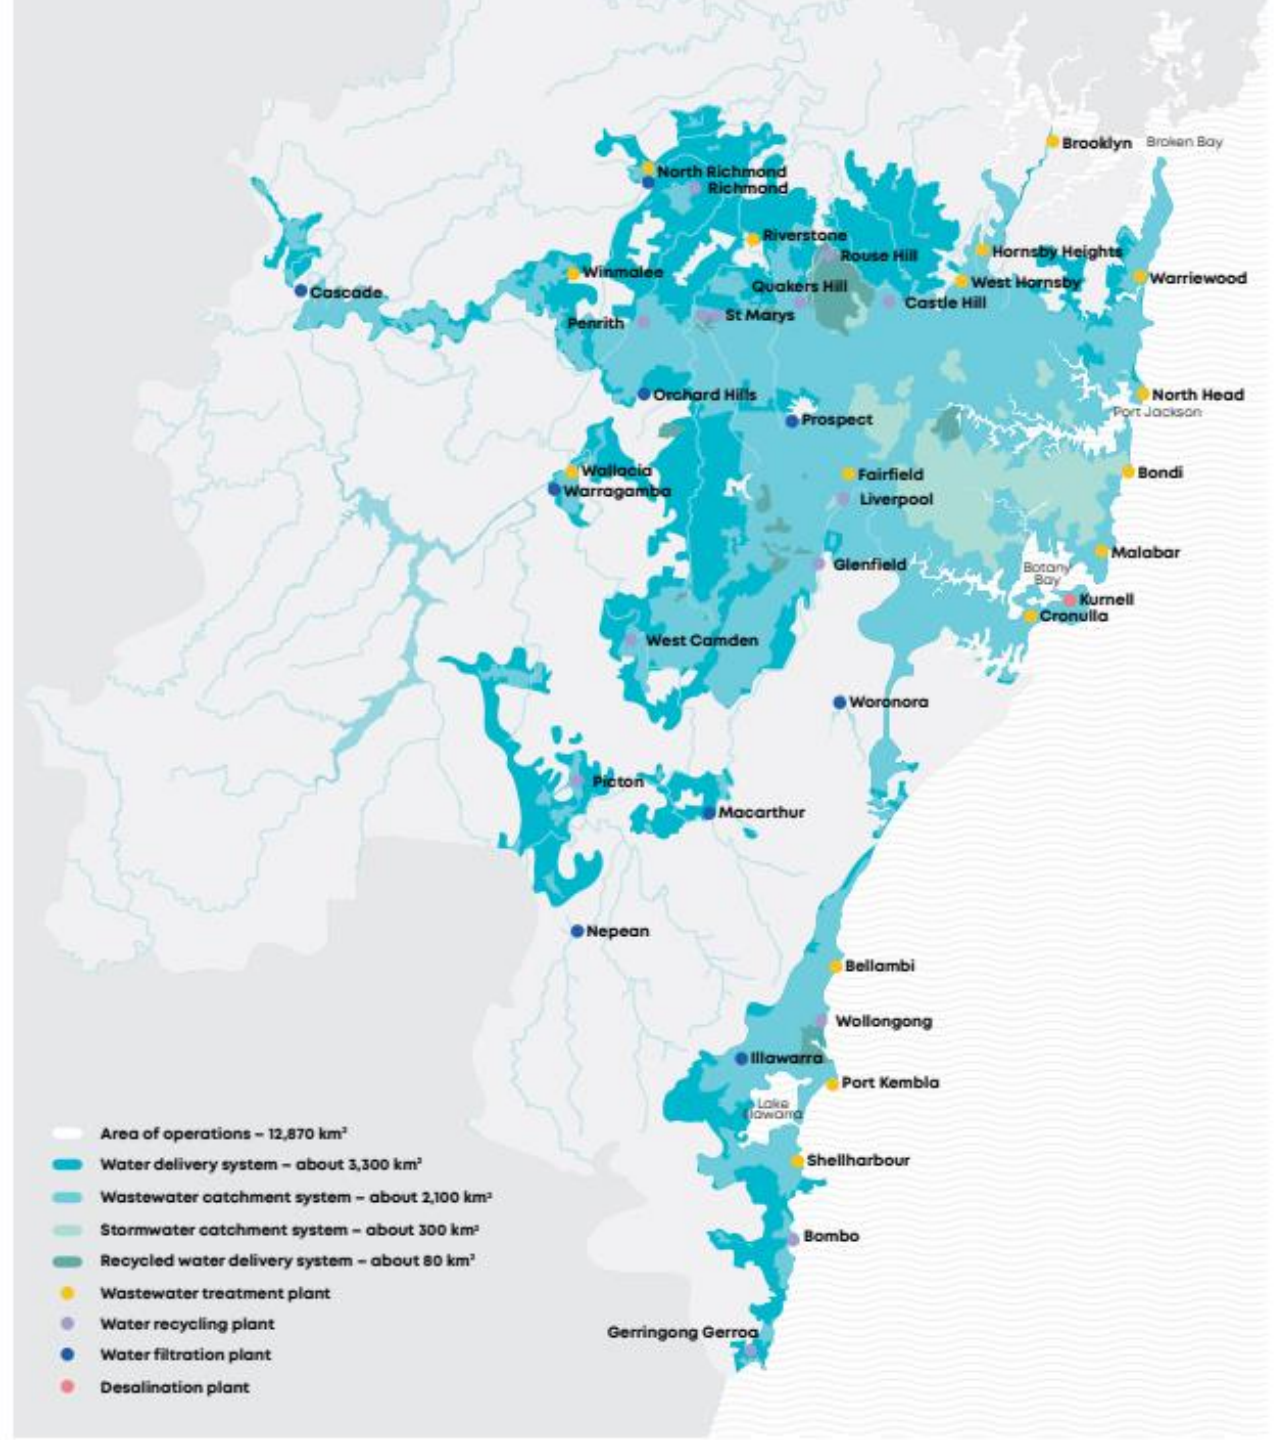 Brooklyn
Broken Bay
North Richmond
Richmond
Riverstone
Rouse Hill
Hornsby Heights
Winmalee
Quakers Hill
West Hornsby
Warriewood
Cascade
Castle Hill
Penrith
St Marys
Orchard Hills
North Head
Port Jackson
Prospect
Wallacia
Fairfield
Bondi
Warragamba
Liverpool
Malabar
Glenfield
Botany
Bay
Kurnell
Cronulla
West Camden
Woronora
Picton
Macarthur
Nepean
Bellambi
Wollongong
Illawarra
Port Kembla
Lake
Illawarra
Shellharbour
Bombo
Gerringong Gerroa
Area of operations – 12,870 km²
Water delivery system – about 3,300 km²
Wastewater catchment system – about 2,100 km²
Stormwater catchment system – about 300 km²
Recycled water delivery system – about 80 km²
Wastewater treatment plant
Water recycling plant
Water filtration plant
Desalination plant